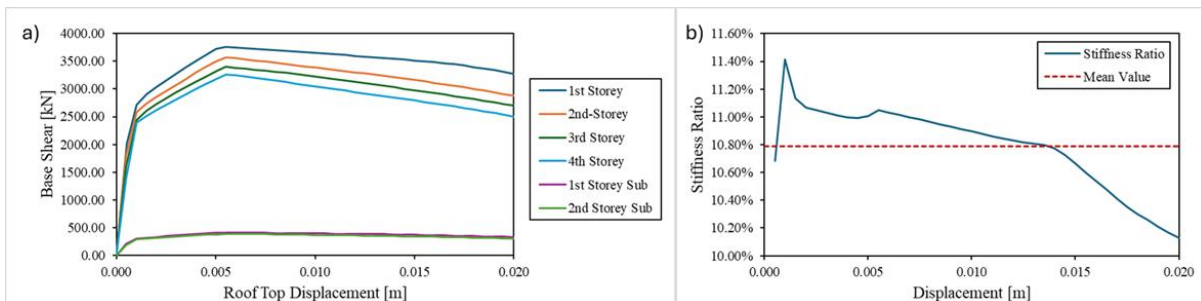 a)
4000.00
3500.00
3000.00
2500.00
2000.00
1500.00
1000.00
500.00
0.00
Base Shear [kN]
0.000
0.005
0.010
0.015
0.020
Roof Top Displacement [m]
1st Storey
2nd-Storey
3rd Storey
4th Storey
1st Storey Sub
2nd Storey Sub
b)
11.60%
11.40%
11.20%
11.00%
10.80%
10.60%
10.40%
10.20%
10.00%
Stiffness Ratio
Stiffness Ratio
Mean Value
0.000
0.005
0.010
0.015
0.020
Displacement [m]